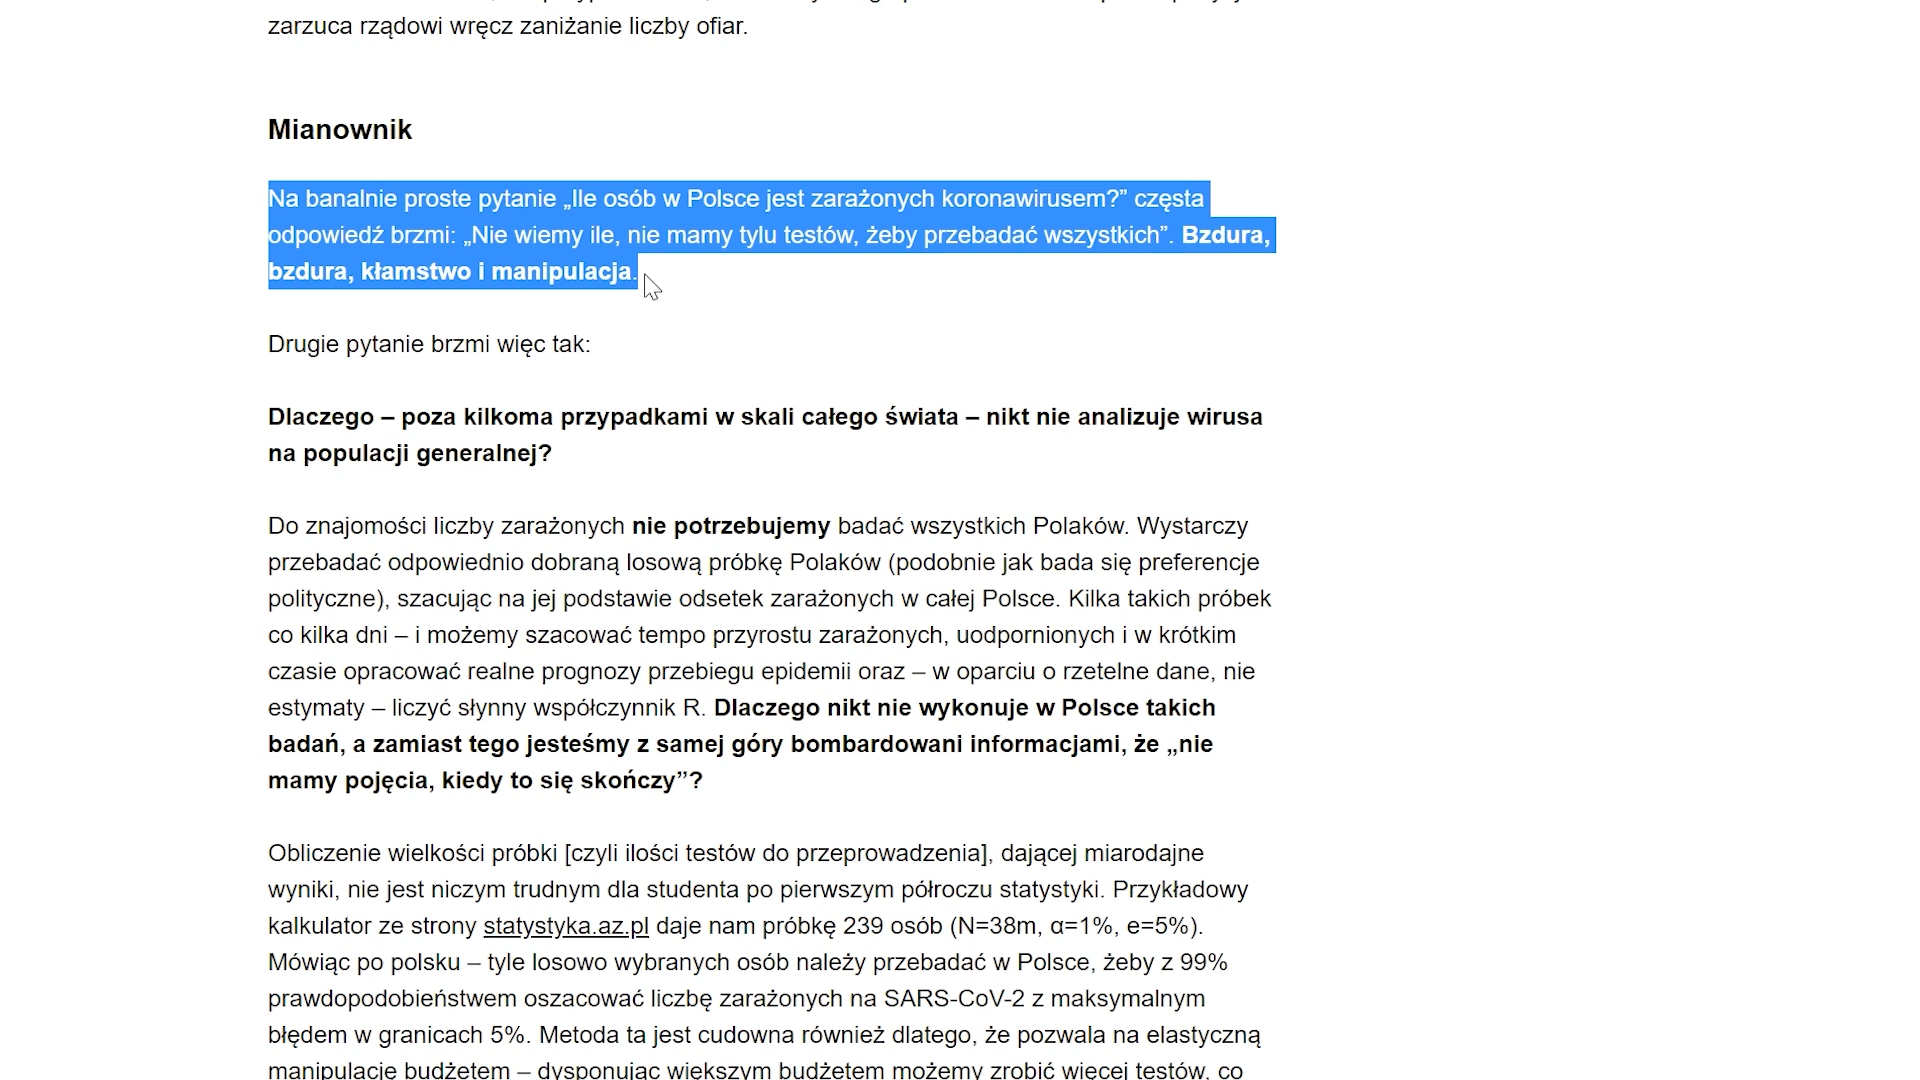 zarzuca rządowi wręcz zaniżanie liczby ofiar.
Mianownik
Na banalnie proste pytanie „Ile osób w Polsce jest zarażonych koronawirusem?” częsta
odpowiedź brzmi: „Nie wiemy ile, nie mamy tylu testów, żeby przebadać wszystkich”. Bzdura,
bzdura, kłamstwo i manipulacja.
Drugie pytanie brzmi więc tak:
Dlaczego – poza kilkoma przypadkami w skali całego świata – nikt nie analizuje wirusa
na populacji generalnej?
Do znajomości liczby zarażonych nie potrzebujemy badać wszystkich Polaków. Wystarczy
przebadać odpowiednio dobraną losową próbkę Polaków (podobnie jak bada się preferencje
polityczne), szacując na jej podstawie odsetek zarażonych w całej Polsce. Kilka takich próbek
co kilka dni – i możemy szacować tempo przyrostu zarażonych, uodpornionych i w krótkim
czasie opracować realne prognozy przebiegu epidemii oraz – w oparciu o rzetelne dane, nie
estymaty – liczyć słynny współczynnik R. Dlaczego nikt nie wykonuje w Polsce takich
badań, a zamiast tego jesteśmy z samej góry bombardowani informacjami, że „nie
mamy pojęcia, kiedy to się skończy”?
Obliczenie wielkości próbki [czyli ilości testów do przeprowadzenia], dającej miarodajne
wyniki, nie jest niczym trudnym dla studenta po pierwszym półroczu statystyki. Przykładowy
kalkulator ze strony statystyka.az.pl daje nam próbkę 239 osób (N=38m, α=1%, e=5%).
Mówiąc po polsku – tyle losowo wybranych osób należy przebadać w Polsce, żeby z 99%
prawdopodobieństwem oszacować liczbę zarażonych na SARS-CoV-2 z maksymalnym
błędem w granicach 5%. Metoda ta jest cudowna również dlatego, że pozwala na elastyczną
manipulację budżetem – dysponując większym budżetem możemy zrobić więcej testów, co